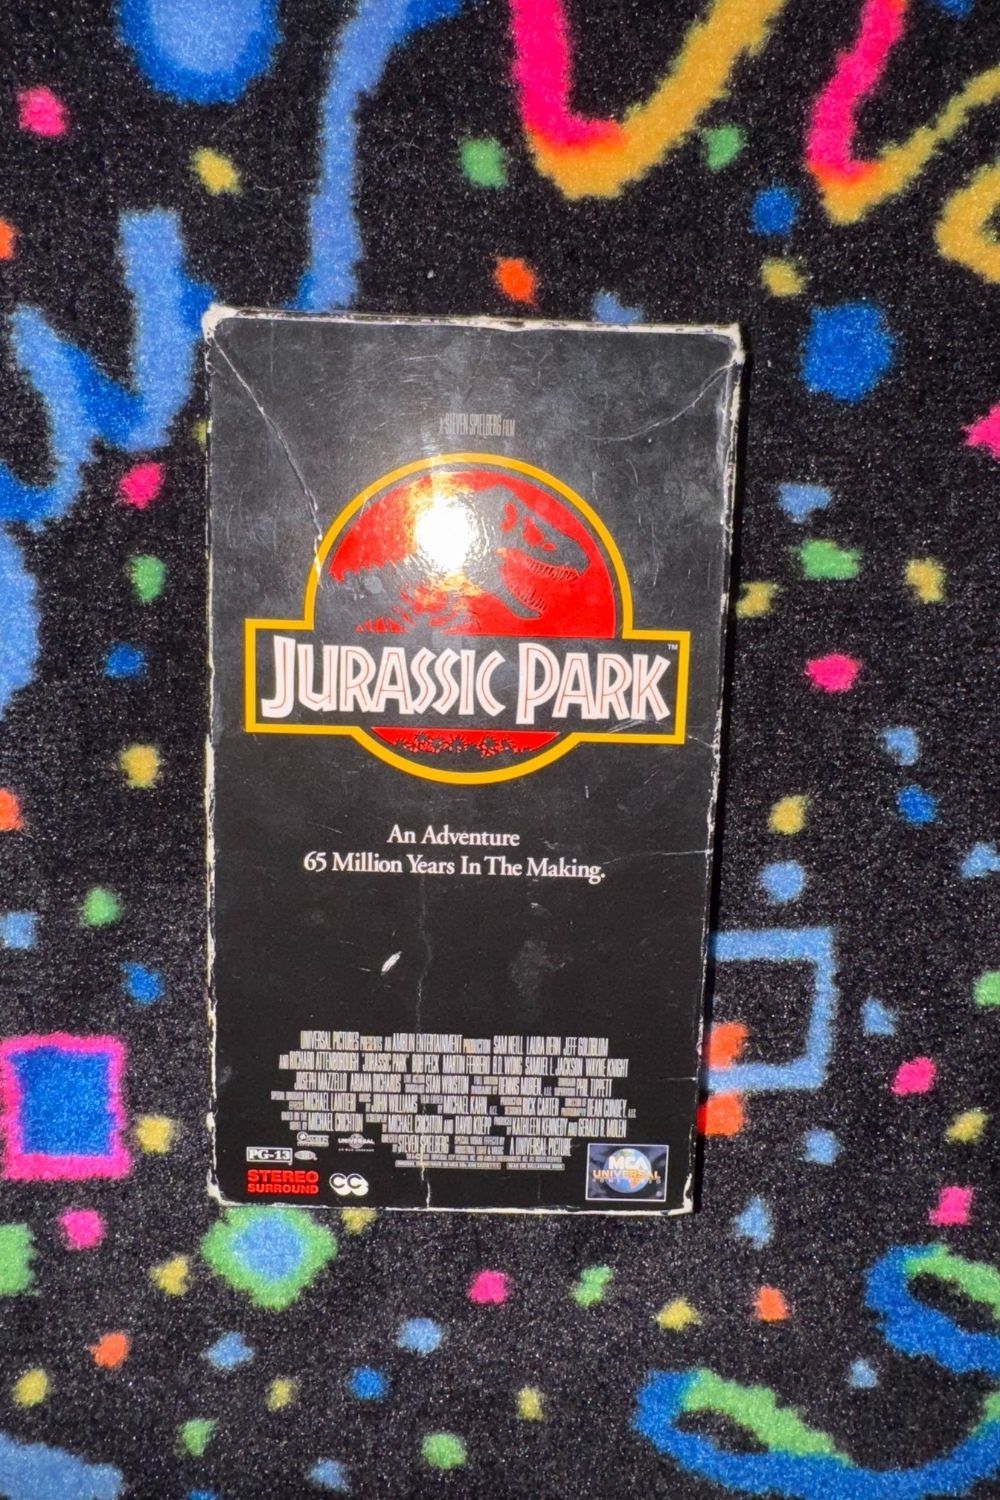 A STEVEN SPIELBERG FILM
JURASSIC PARK TM
An Adventure
65 Million Years In The Making.
UNIVERSAL PICTURES PRESENTS AN AMBLIN ENTERTAINMENT PRODUCTION SAM NEILL LAURA DERN JEFF GOLDBLUM
AND RICHARD ATTENBOROUGH "JURASSIC PARK" BOB PECK MARTIN FERRERO B.D. WONG SAMUEL L. JACKSON WAYNE KNIGHT
JOSEPH MAZZELLO ARIANA RICHARDS STAN WINSTON DENNIS MUREN PHIL TIPPETT
MICHAEL LANTIERI JOHN WILLIAMS MICHAEL KAHN RICK CARTER DEAN CUNDEY
MICHAEL CRICHTON MICHAEL CRICHTON AND DAVID KOEPP KATHLEEN KENNEDY AND GERALD R. MOLEN
STEVEN SPIELBERG A UNIVERSAL PICTURE
UNIVERSAL
PG-13
STEREO
SURROUND
CC
MCA
UNIVERSAL